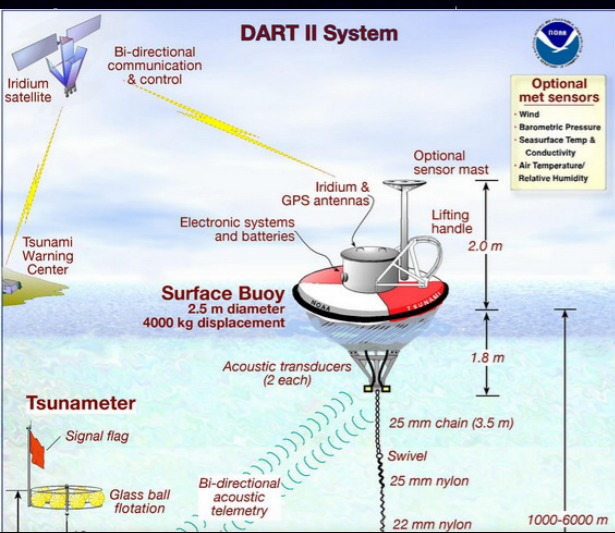 DART II System
noaa
Bi-directional
communication
& control
Iridium
satellite
Optional
met sensors
- Wind
- Barometric Pressure
- Seasurface Temp &
Conductivity
- Air Temperature/
Relative Humidity
Optional
sensor mast
Iridium &
GPS antennas
Lifting
handle
2.0 m
Electronic systems
and batteries
Tsunami
Warning
Center
Surface Buoy
2.5 m diameter
4000 kg displacement
NOAA
TSUNAMI
1.8 m
Acoustic transducers
(2 each)
Tsunameter
Signal flag
25 mm chain (3.5 m)
Swivel
25 mm nylon
Bi-directional
acoustic
telemetry
Glass ball
flotation
22 mm nylon
1000-6000 m